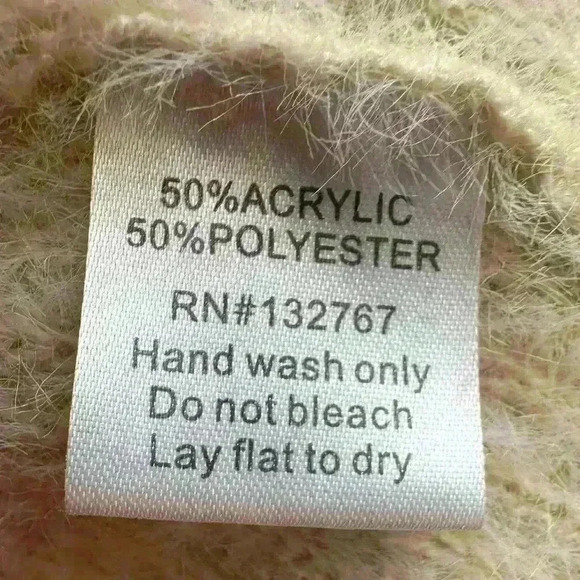 50%ACRYLIC
50%POLYESTER
RN#132767
Hand wash only
Do not bleach
Lay flat to dry